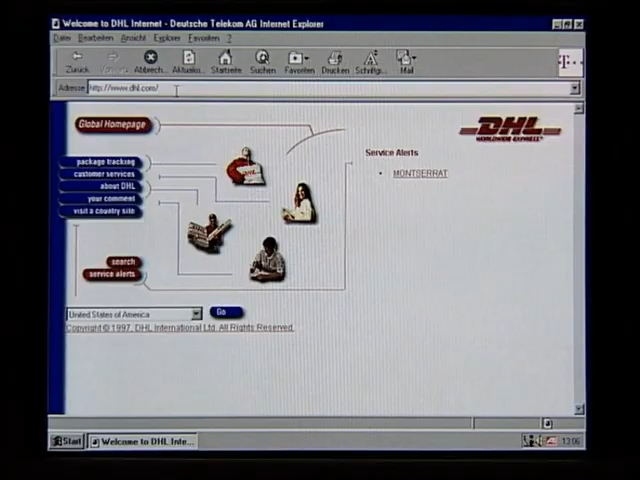 Welcome to DHL Internet - Deutsche Telekom AG Internet Explorer
Datei Bearbeiten Ansicht Explorer Favoriten ?
Zurück Abbrech... Aktualis... Startseite Suchen Favoriten Drucken Schriftgr... Mail
T
Adresse http://www.dhl.com/
Global Homepage
DHL
WORLDWIDE EXPRESS
Service Alerts
package tracking
customer services
MONTSERRAT
about DHL
your comment
visit a country site
search
service alerts
United States of America Go
Copyright © 1997, DHL International Ltd. All Rights Reserved.
Start Welcome to DHL Inte... 13:06